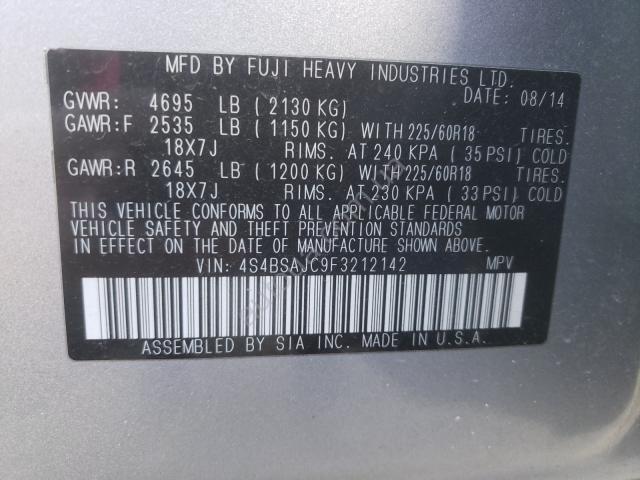 MFD BY FUJI HEAVY INDUSTRIES LTD.
DATE: 08/14
GVWR: 4695 LB ( 2130 KG)
GAWR:F 2535 LB ( 1150 KG) WITH 225/60R18 TIRES.
18X7J RIMS. AT 240 KPA ( 35 PSI) COLD
GAWR:R 2645 LB ( 1200 KG) WITH225/60R18 TIRES.
18X7J RIMS. AT 230 KPA ( 33 PSI) COLD
THIS VEHICLE CONFORMS TO ALL APPLICABLE FEDERAL MOTOR
VEHICLE SAFETY AND THEFT PREVENTION STANDARDS
IN EFFECT ON THE DATE OF MANUFACTURE SHOWN ABOVE.
VIN: 4S4BSAJC9F3212142 MPV
ASSEMBLED BY SIA INC. MADE IN U.S.A.